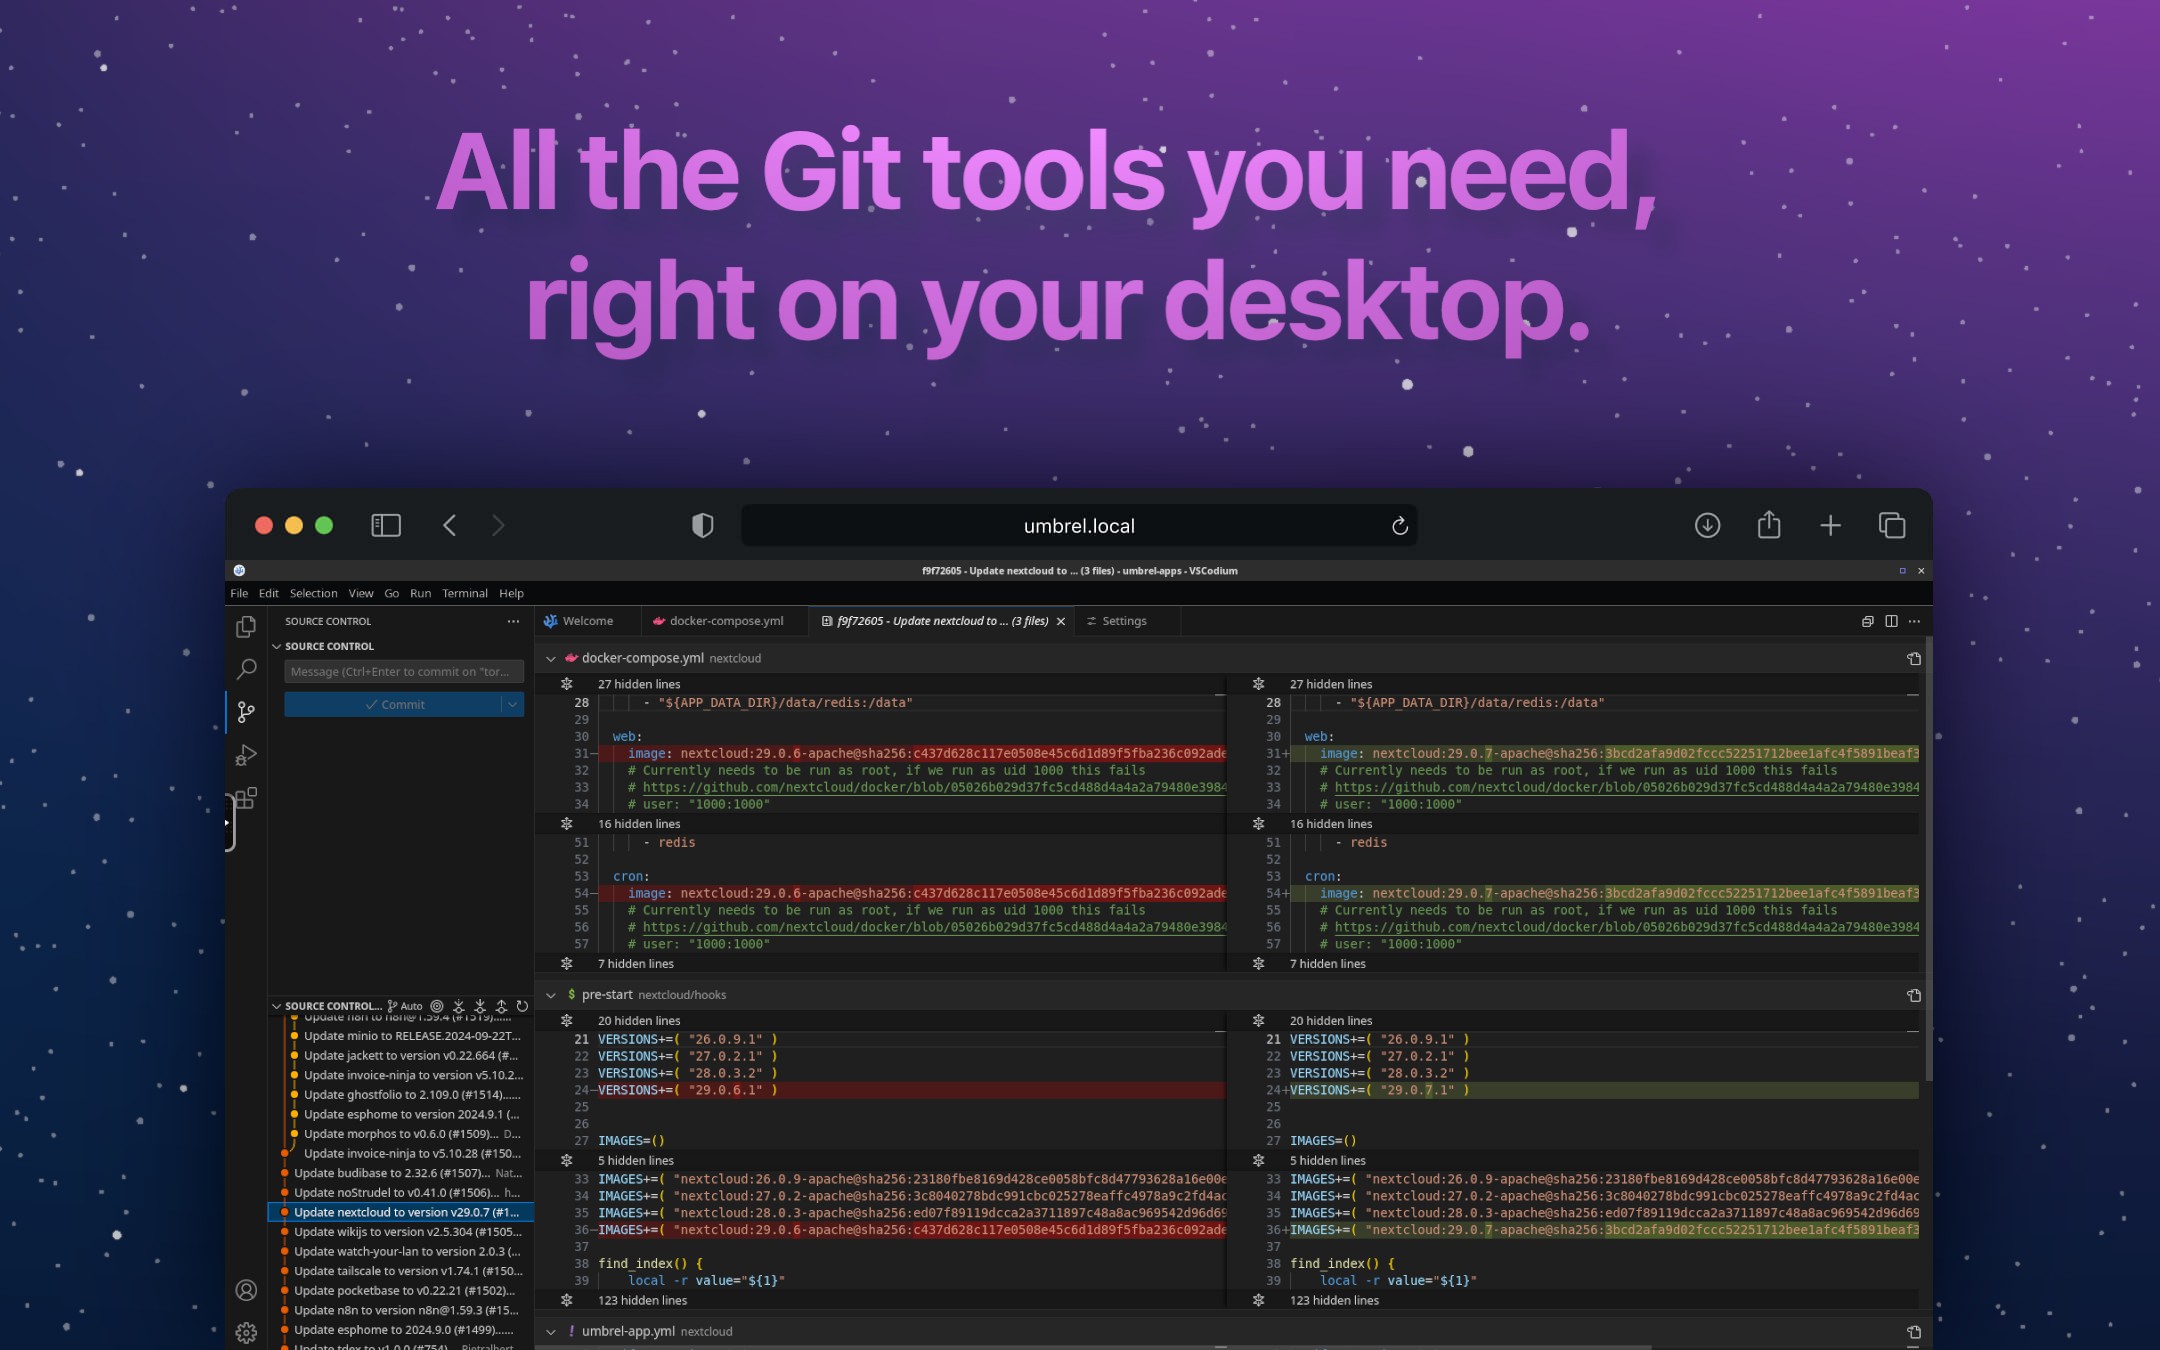 All the Git tools you need,
right on your desktop.
umbrel.local
f9f72605 - Update nextcloud to ... (3 files) - umbrel-apps - VSCodium
File Edit Selection View Go Run Terminal Help
SOURCE CONTROL
SOURCE CONTROL
Message (Ctrl+Enter to commit on "tor...
Commit
Welcome docker-compose.yml f9f72605 - Update nextcloud to ... (3 files) Settings
docker-compose.yml nextcloud
27 hidden lines
28 - "${APP_DATA_DIR}/data/redis:/data"
29
30 web:
31— image: nextcloud:29.0.6-apache@sha256:c437d628c117e0508e45c6d1d89f5fba236c092ade
32 # Currently needs to be run as root, if we run as uid 1000 this fails
33 # https://github.com/nextcloud/docker/blob/05026b029d37fc5cd488d4a4a2a79480e3984
34 # user: "1000:1000"
16 hidden lines
51 - redis
52
53 cron:
54— image: nextcloud:29.0.6-apache@sha256:c437d628c117e0508e45c6d1d89f5fba236c092ade
55 # Currently needs to be run as root, if we run as uid 1000 this fails
56 # https://github.com/nextcloud/docker/blob/05026b029d37fc5cd488d4a4a2a79480e3984
57 # user: "1000:1000"
7 hidden lines
27 hidden lines
28 - "${APP_DATA_DIR}/data/redis:/data"
29
30 web:
31+ image: nextcloud:29.0.7-apache@sha256:3bcd2afa9d02fccc52251712bee1afc4f5891beaf3
32 # Currently needs to be run as root, if we run as uid 1000 this fails
33 # https://github.com/nextcloud/docker/blob/05026b029d37fc5cd488d4a4a2a79480e3984
34 # user: "1000:1000"
16 hidden lines
51 - redis
52
53 cron:
54+ image: nextcloud:29.0.7-apache@sha256:3bcd2afa9d02fccc52251712bee1afc4f5891beaf3
55 # Currently needs to be run as root, if we run as uid 1000 this fails
56 # https://github.com/nextcloud/docker/blob/05026b029d37fc5cd488d4a4a2a79480e3984
57 # user: "1000:1000"
7 hidden lines
pre-start nextcloud/hooks
20 hidden lines
21 VERSIONS+=( "26.0.9.1" )
22 VERSIONS+=( "27.0.2.1" )
23 VERSIONS+=( "28.0.3.2" )
24—VERSIONS+=( "29.0.6.1" )
25
26
27 IMAGES=()
5 hidden lines
33 IMAGES+=( "nextcloud:26.0.9-apache@sha256:23180fbe8169d428ce0058bfc8d47793628a16e00e
34 IMAGES+=( "nextcloud:27.0.2-apache@sha256:3c8040278bdc991cbc025278eaffc4978a9c2fd4ac
35 IMAGES+=( "nextcloud:28.0.3-apache@sha256:ed07f89119dcca2a3711897c48a8ac969542d96d69
36—IMAGES+=( "nextcloud:29.0.6-apache@sha256:c437d628c117e0508e45c6d1d89f5fba236c092ade
37
38 find_index() {
39 local -r value="${1}"
123 hidden lines
20 hidden lines
21 VERSIONS+=( "26.0.9.1" )
22 VERSIONS+=( "27.0.2.1" )
23 VERSIONS+=( "28.0.3.2" )
24+VERSIONS+=( "29.0.7.1" )
25
26
27 IMAGES=()
5 hidden lines
33 IMAGES+=( "nextcloud:26.0.9-apache@sha256:23180fbe8169d428ce0058bfc8d47793628a16e00e
34 IMAGES+=( "nextcloud:27.0.2-apache@sha256:3c8040278bdc991cbc025278eaffc4978a9c2fd4ac
35 IMAGES+=( "nextcloud:28.0.3-apache@sha256:ed07f89119dcca2a3711897c48a8ac969542d96d69
36+IMAGES+=( "nextcloud:29.0.7-apache@sha256:3bcd2afa9d02fccc52251712bee1afc4f5891beaf3
37
38 find_index() {
39 local -r value="${1}"
123 hidden lines
umbrel-app.yml nextcloud
SOURCE CONTROL... Auto
Update n8n to n8n@1.59.4 (#1519)......
Update minio to RELEASE.2024-09-22T...
Update jackett to version v0.22.664 (#...
Update invoice-ninja to version v5.10.2...
Update ghostfolio to 2.109.0 (#1514)......
Update esphome to version 2024.9.1 (...
Update morphos to v0.6.0 (#1509)... D...
Update invoice-ninja to v5.10.28 (#150...
Update budibase to 2.32.6 (#1507)... Nat...
Update noStrudel to v0.41.0 (#1506)... h...
Update nextcloud to version v29.0.7 (#1...
Update wikijs to version v2.5.304 (#1505...
Update watch-your-lan to version 2.0.3 (...
Update tailscale to version v1.74.1 (#150...
Update pocketbase to v0.22.21 (#1502)...
Update n8n to version n8n@1.59.3 (#15...
Update esphome to 2024.9.0 (#1499)......
Update tdex to v1.0.0 (#754)... Pietralbert...